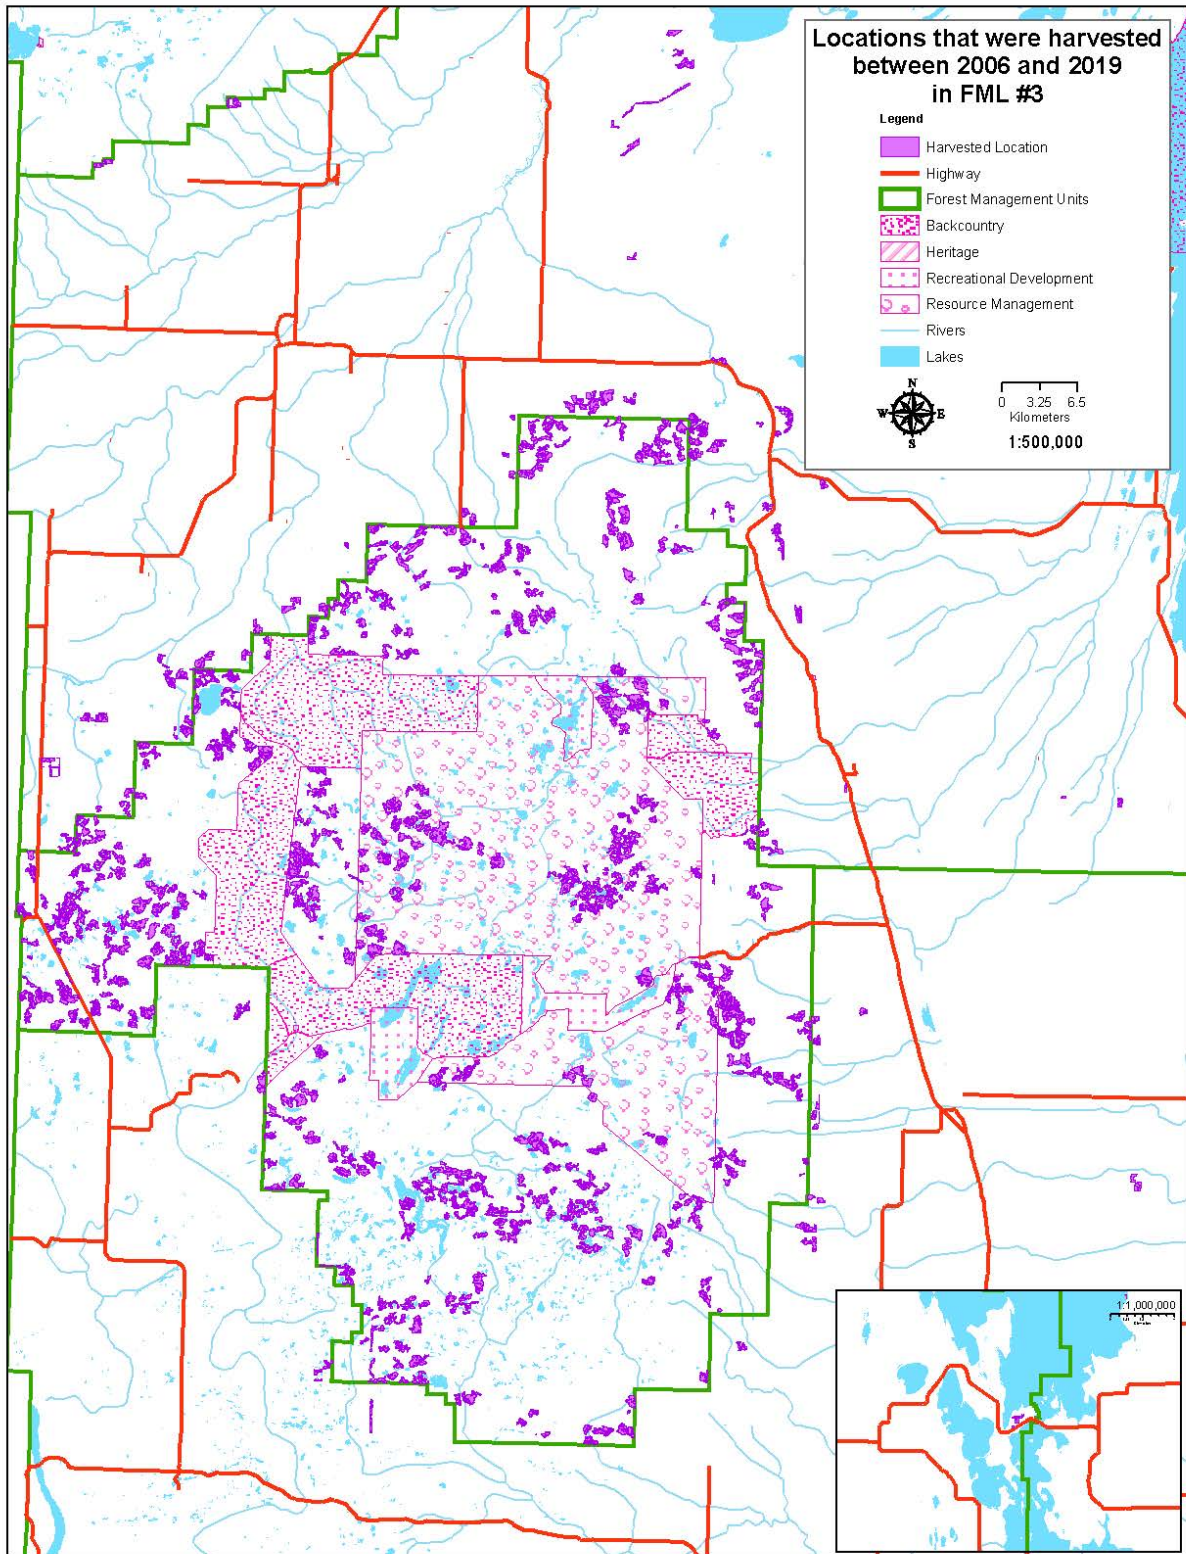 Locations that were harvested
between 2006 and 2019
in FML #3
Legend
Harvested Location
Highway
Forest Management Units
Backcountry
Heritage
Recreational Development
Resource Management
Rivers
Lakes
N
W E
S
0 3.25 6.5
Kilometers
1:500,000
1:1,000,000